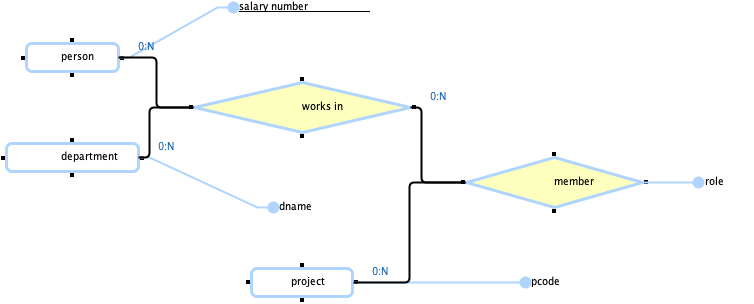 salary number
0:N
person
0:N
works in
0:N
department
member
role
dname
0:N
project
pcode